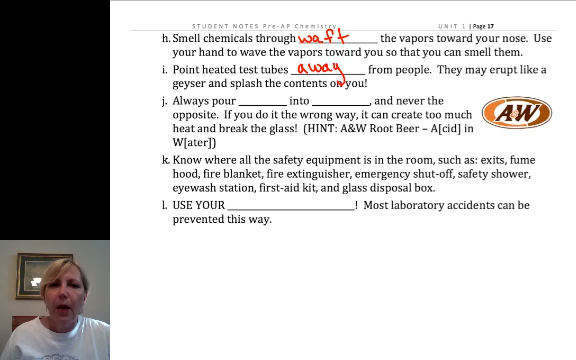 STUDENT NOTES Pre-AP Chemistry UNIT 1 | Page 17
h. Smell chemicals through waft the vapors toward your nose. Use
your hand to wave the vapors toward you so that you can smell them.
i. Point heated test tubes away from people. They may erupt like a
geyser and splash the contents on you!
j. Always pour __________ into ____________, and never the
opposite. If you do it the wrong way, it can create too much
heat and break the glass! (HINT: A&W Root Beer – A[cid] in
W[ater])
A&W
k. Know where all the safety equipment is in the room, such as: exits, fume
hood, fire blanket, fire extinguisher, emergency shut-off, safety shower,
eyewash station, first-aid kit, and glass disposal box.
l. USE YOUR __________________________! Most laboratory accidents can be
prevented this way.